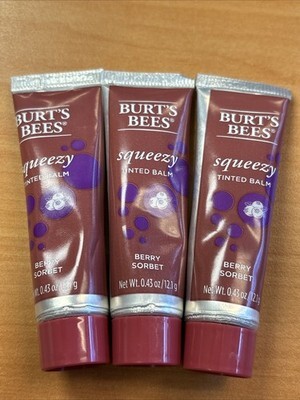 BURT'S
BEES®
squeezy
TINTED BALM
BERRY
SORBET
Net Wt. 0.43 oz/12.1 g
BURT'S
BEES®
squeezy
TINTED BALM
BERRY
SORBET
Net Wt. 0.43 oz/12.1 g
BURT'S
BEES®
squeezy
TINTED BALM
BERRY
SORBET
Net Wt. 0.43 oz/12.1g